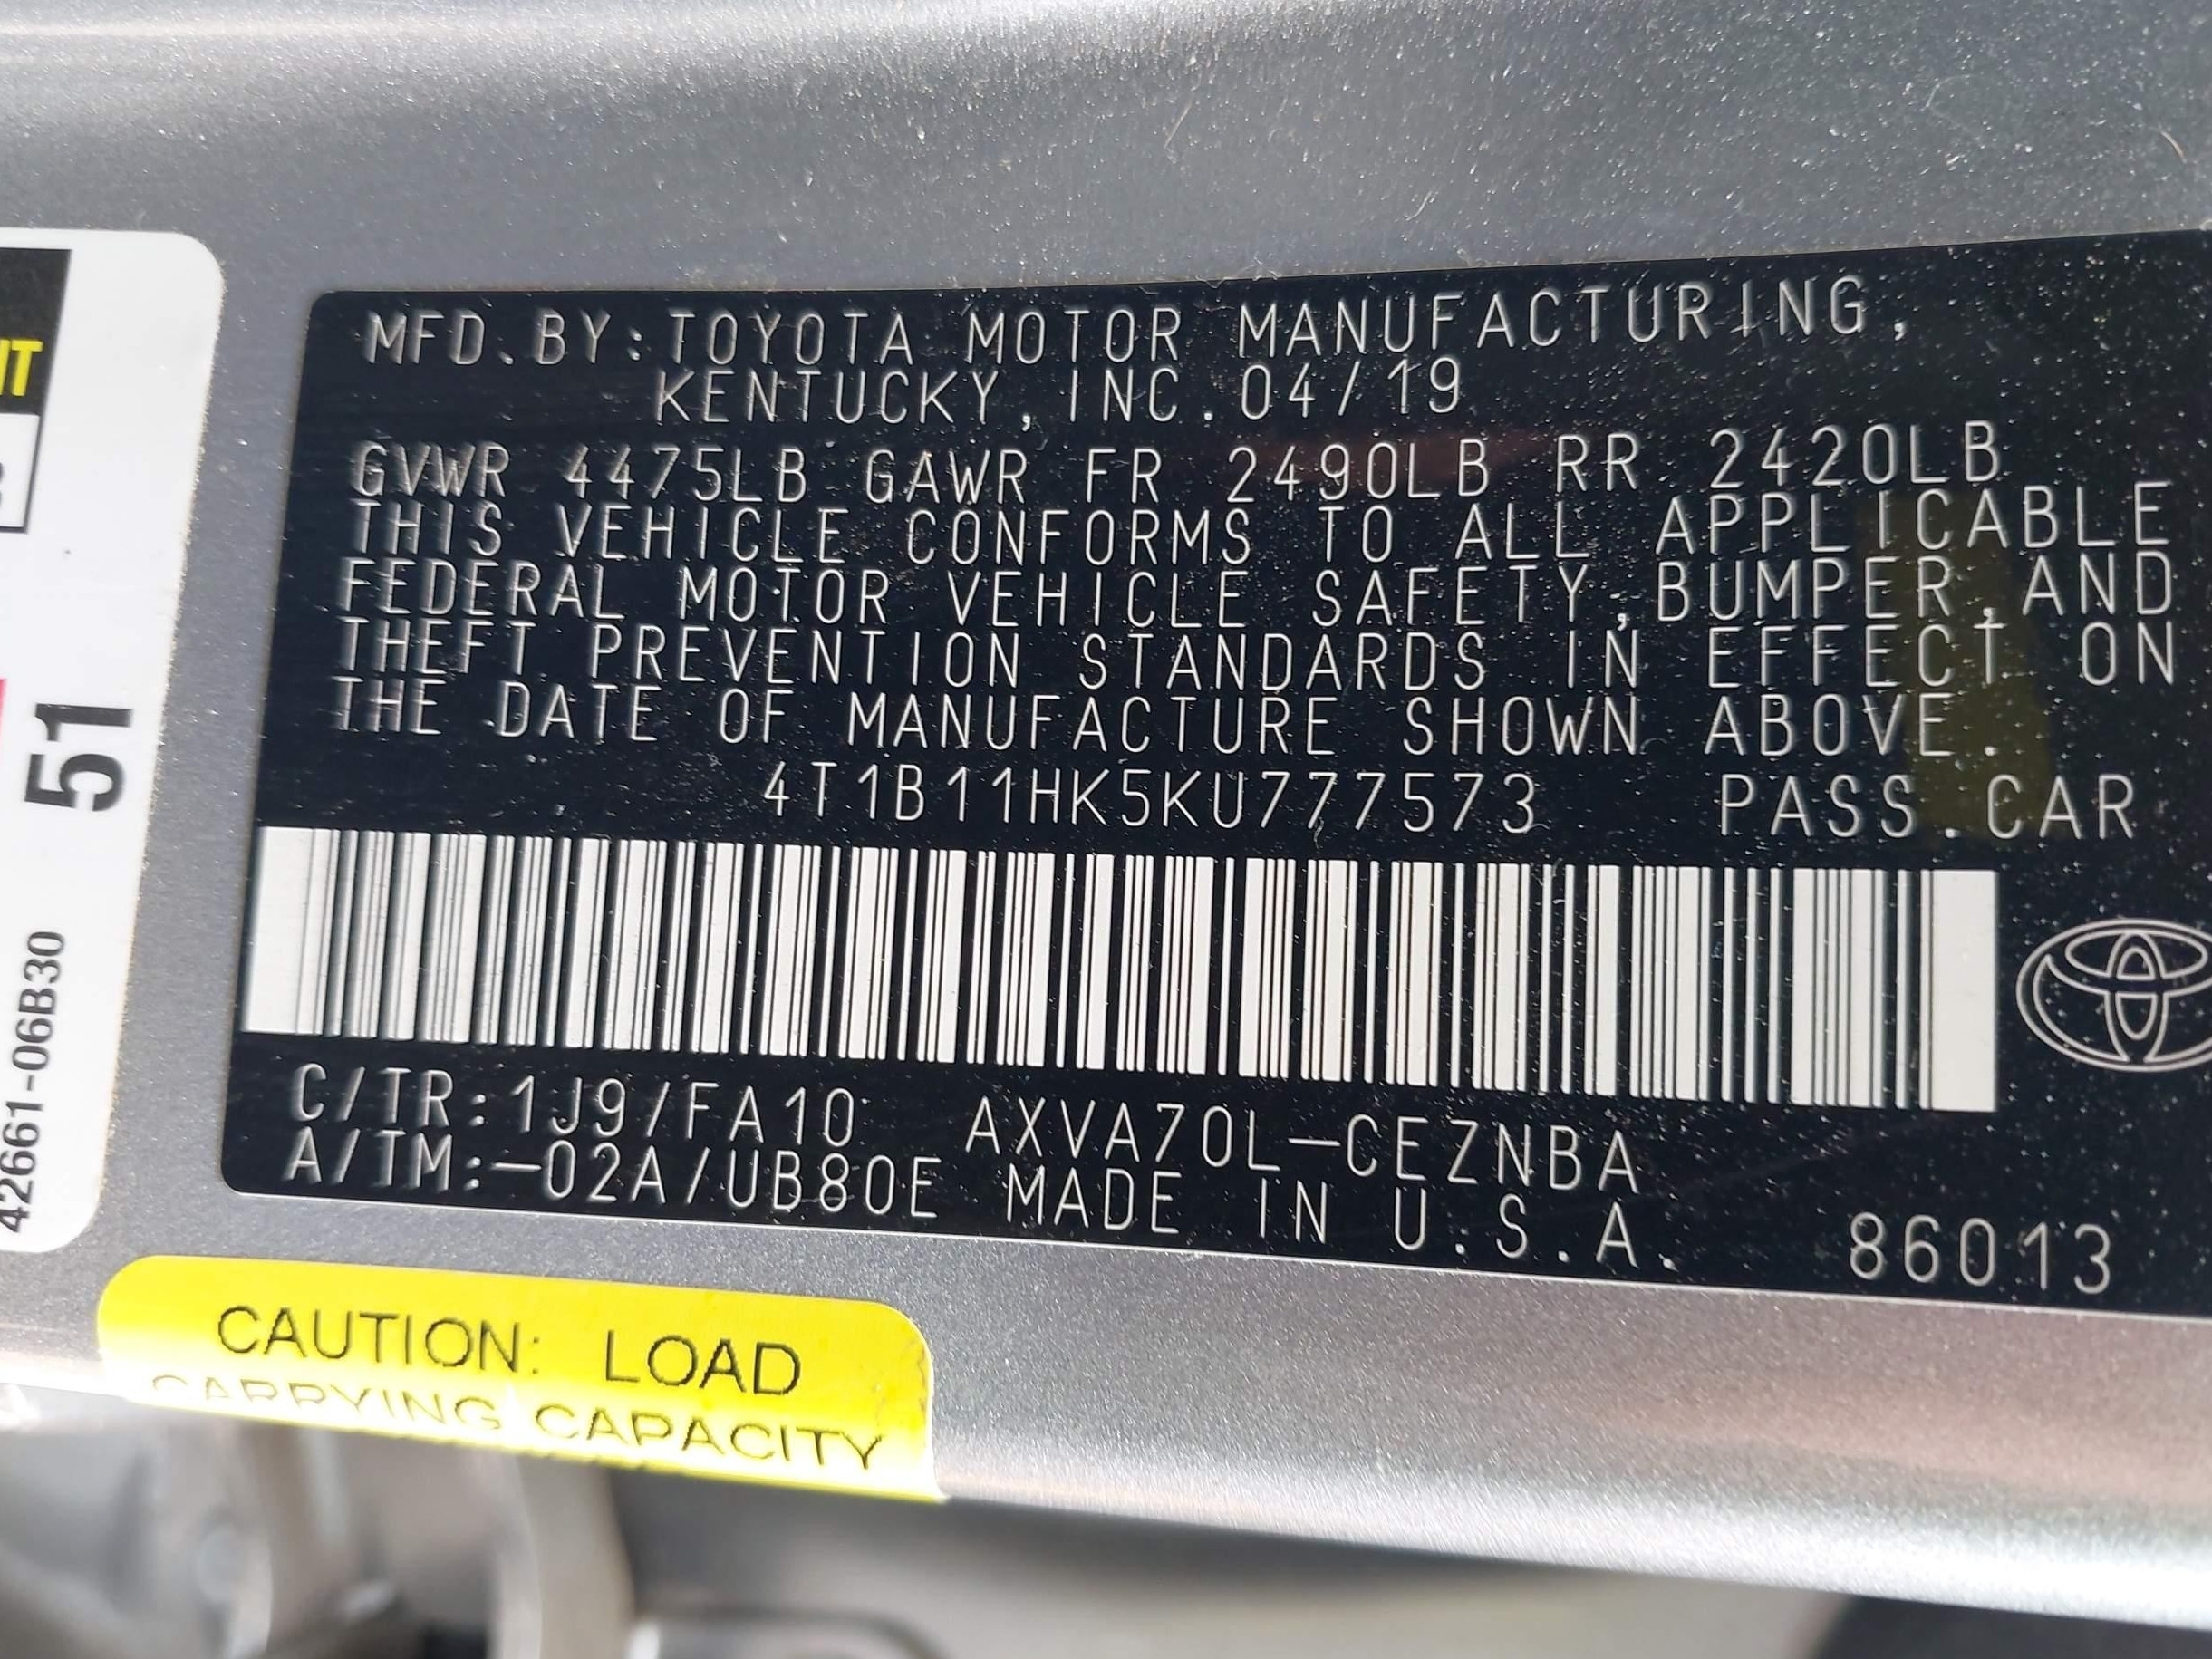 MFD.BY:TOYOTA MOTOR MANUFACTURING,
KENTUCKY, INC.04/19
GVWR 4475LB GAWR FR 2490LB RR 2420LB
THIS VEHICLE CONFORMS TO ALL APPLICABLE
FEDERAL MOTOR VEHICLE SAFETY,BUMPER,AND
THEFT PREVENTION STANDARDS IN EFFECT ON
THE DATE OF MANUFACTURE SHOWN ABOVE.
4T1B11HK5KU777573 PASS.CAR
C/TR:1J9/FA10 AXVA70L-CEZNBA
A/TM:-02A/UB80E MADE IN U.S.A.
86013
51
42661-06B30
CAUTION: LOAD
CARRYING CAPACITY